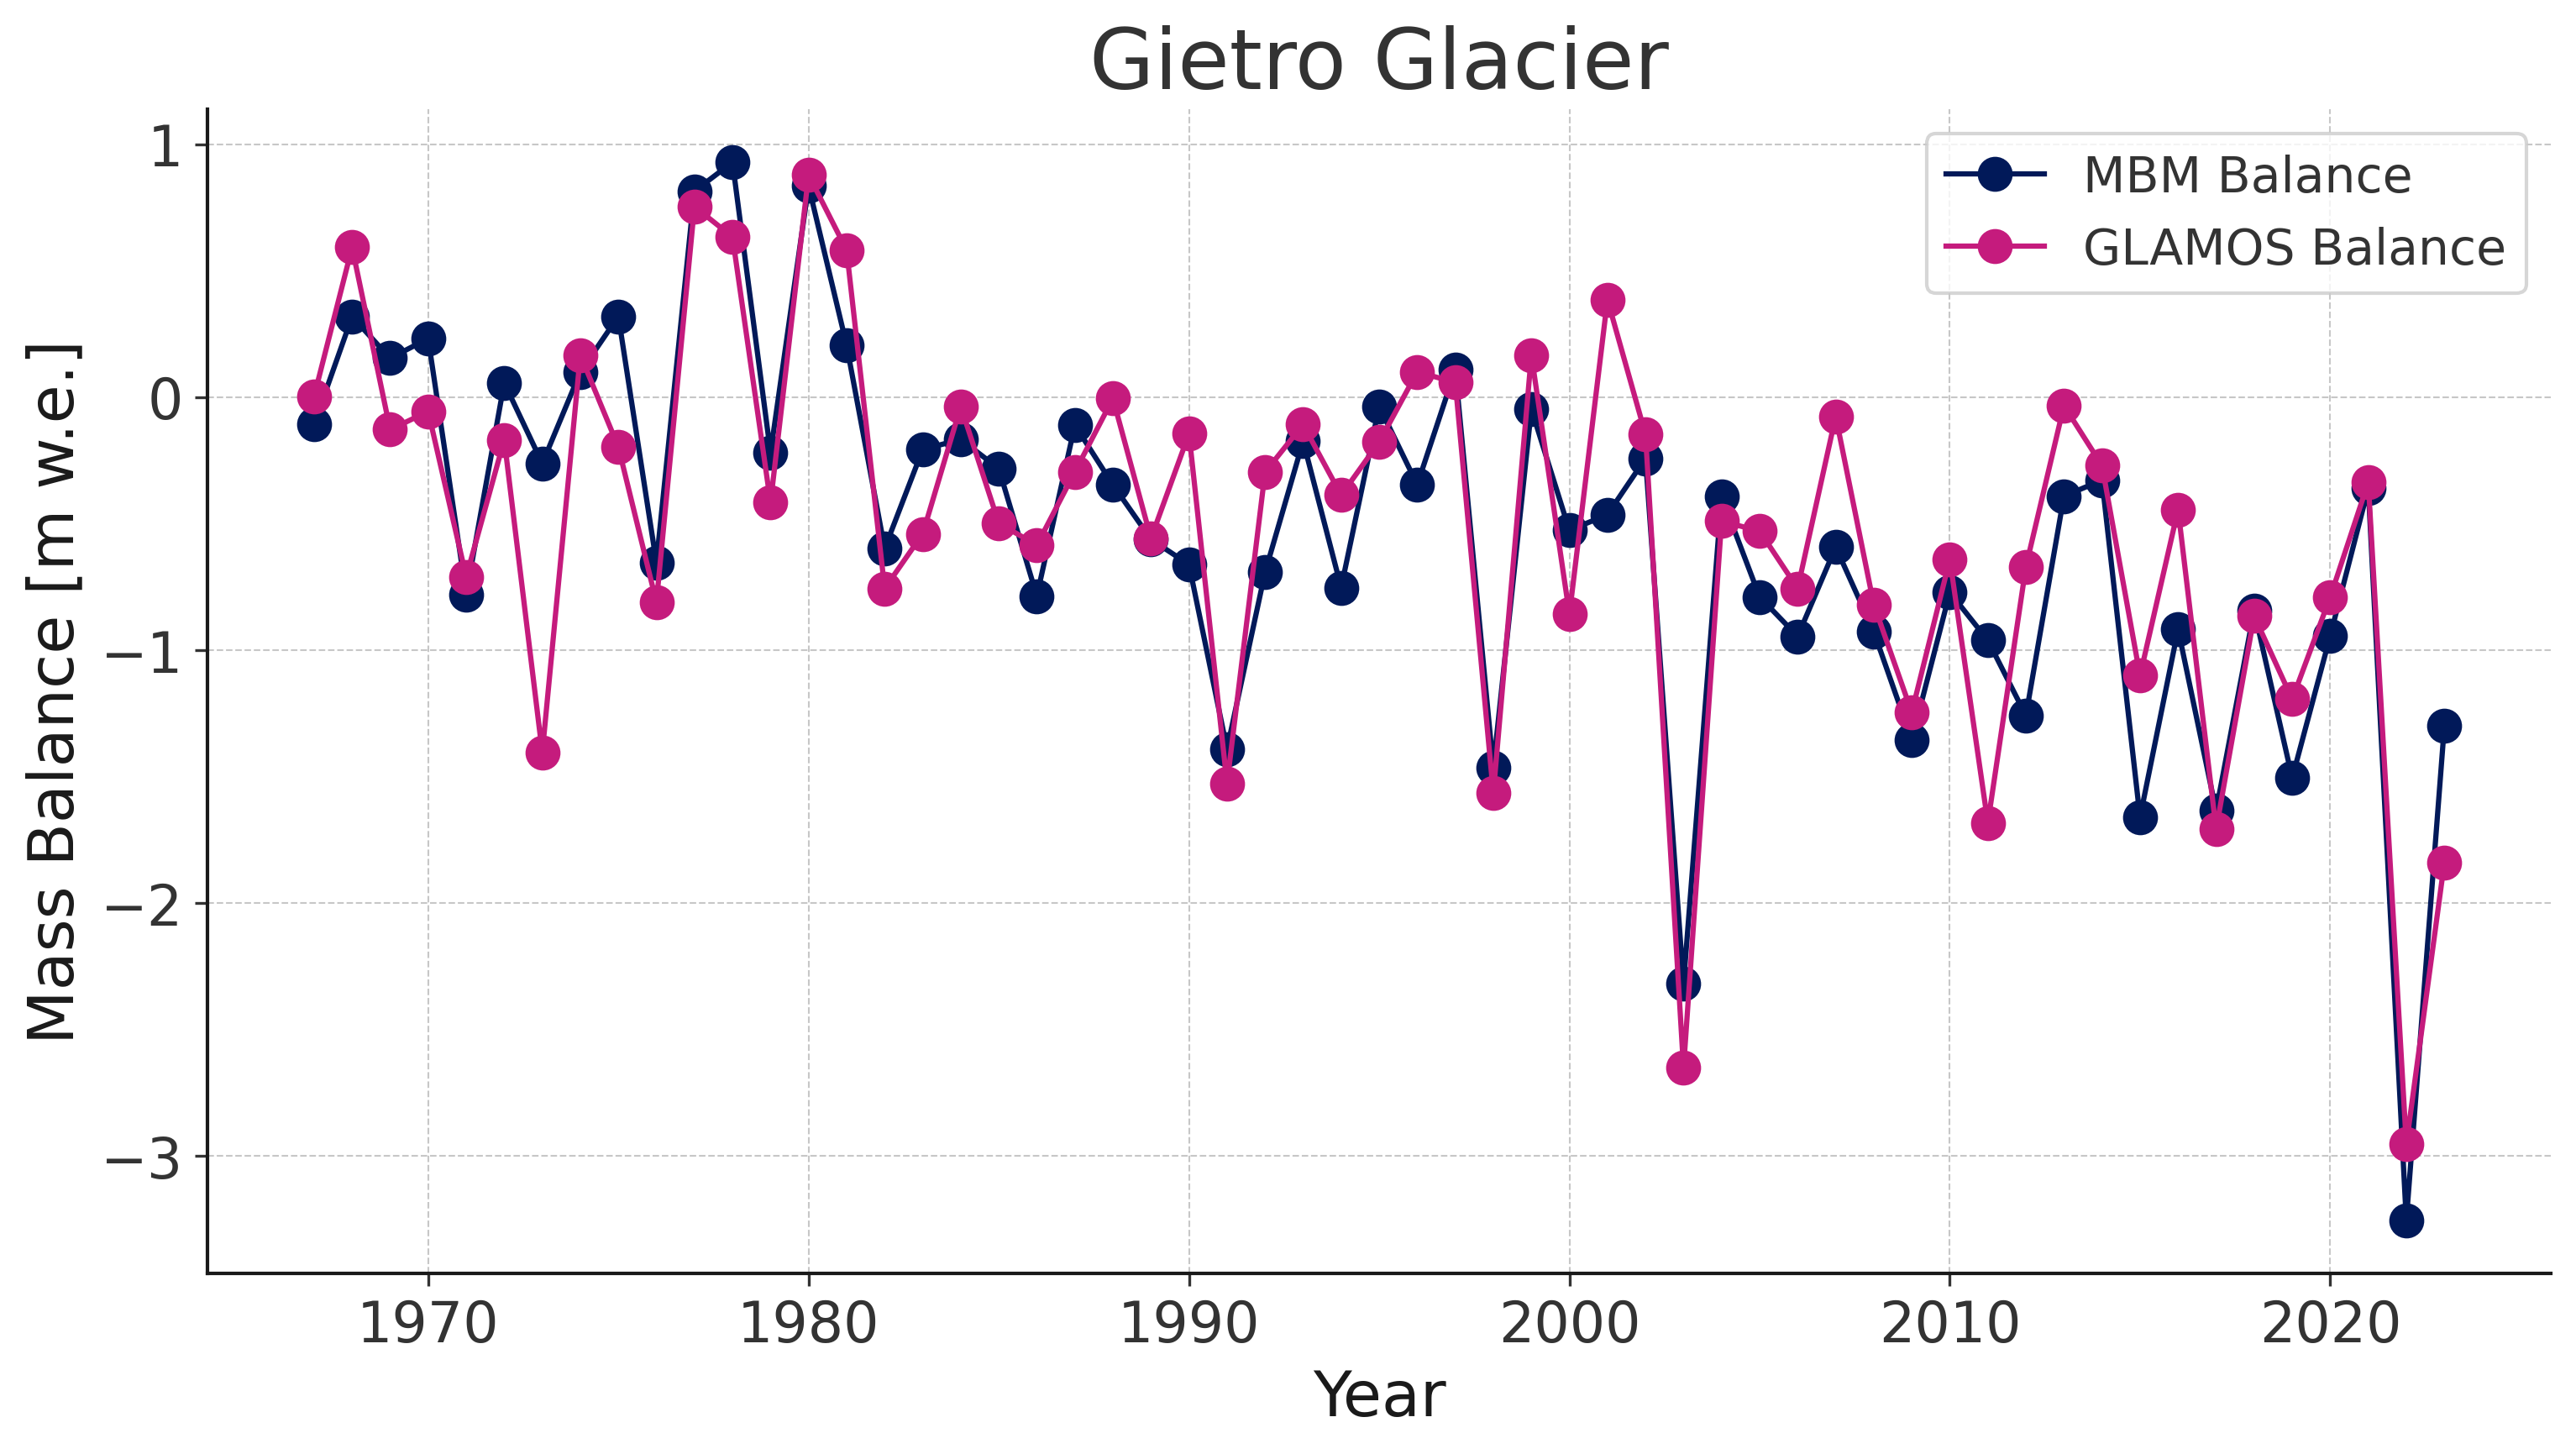 Gietro Glacier
MBM Balance
GLAMOS Balance
Mass Balance [m w.e.]
1
0
−1
−2
−3
1970 1980 1990 2000 2010 2020
Year